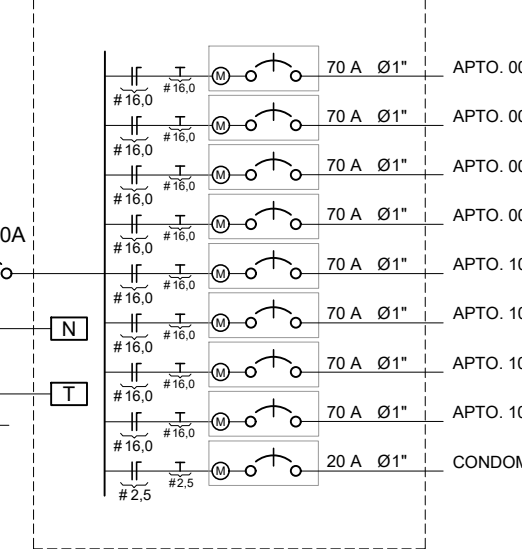 70 A Ø1" APTO. 00
M
#16,0 #16,0
70 A Ø1" APTO. 00
M
#16,0 #16,0
70 A Ø1" APTO. 00
M
#16,0 #16,0
70 A Ø1" APTO. 00
M
#16,0 #16,0
0A
70 A Ø1" APTO. 10
M
#16,0 #16,0
N
70 A Ø1" APTO. 10
M
#16,0 #16,0
70 A Ø1" APTO. 10
M
#16,0 #16,0
T
70 A Ø1" APTO. 10
M
#16,0 #16,0
20 A Ø1" CONDOM
M
#2,5 #2,5